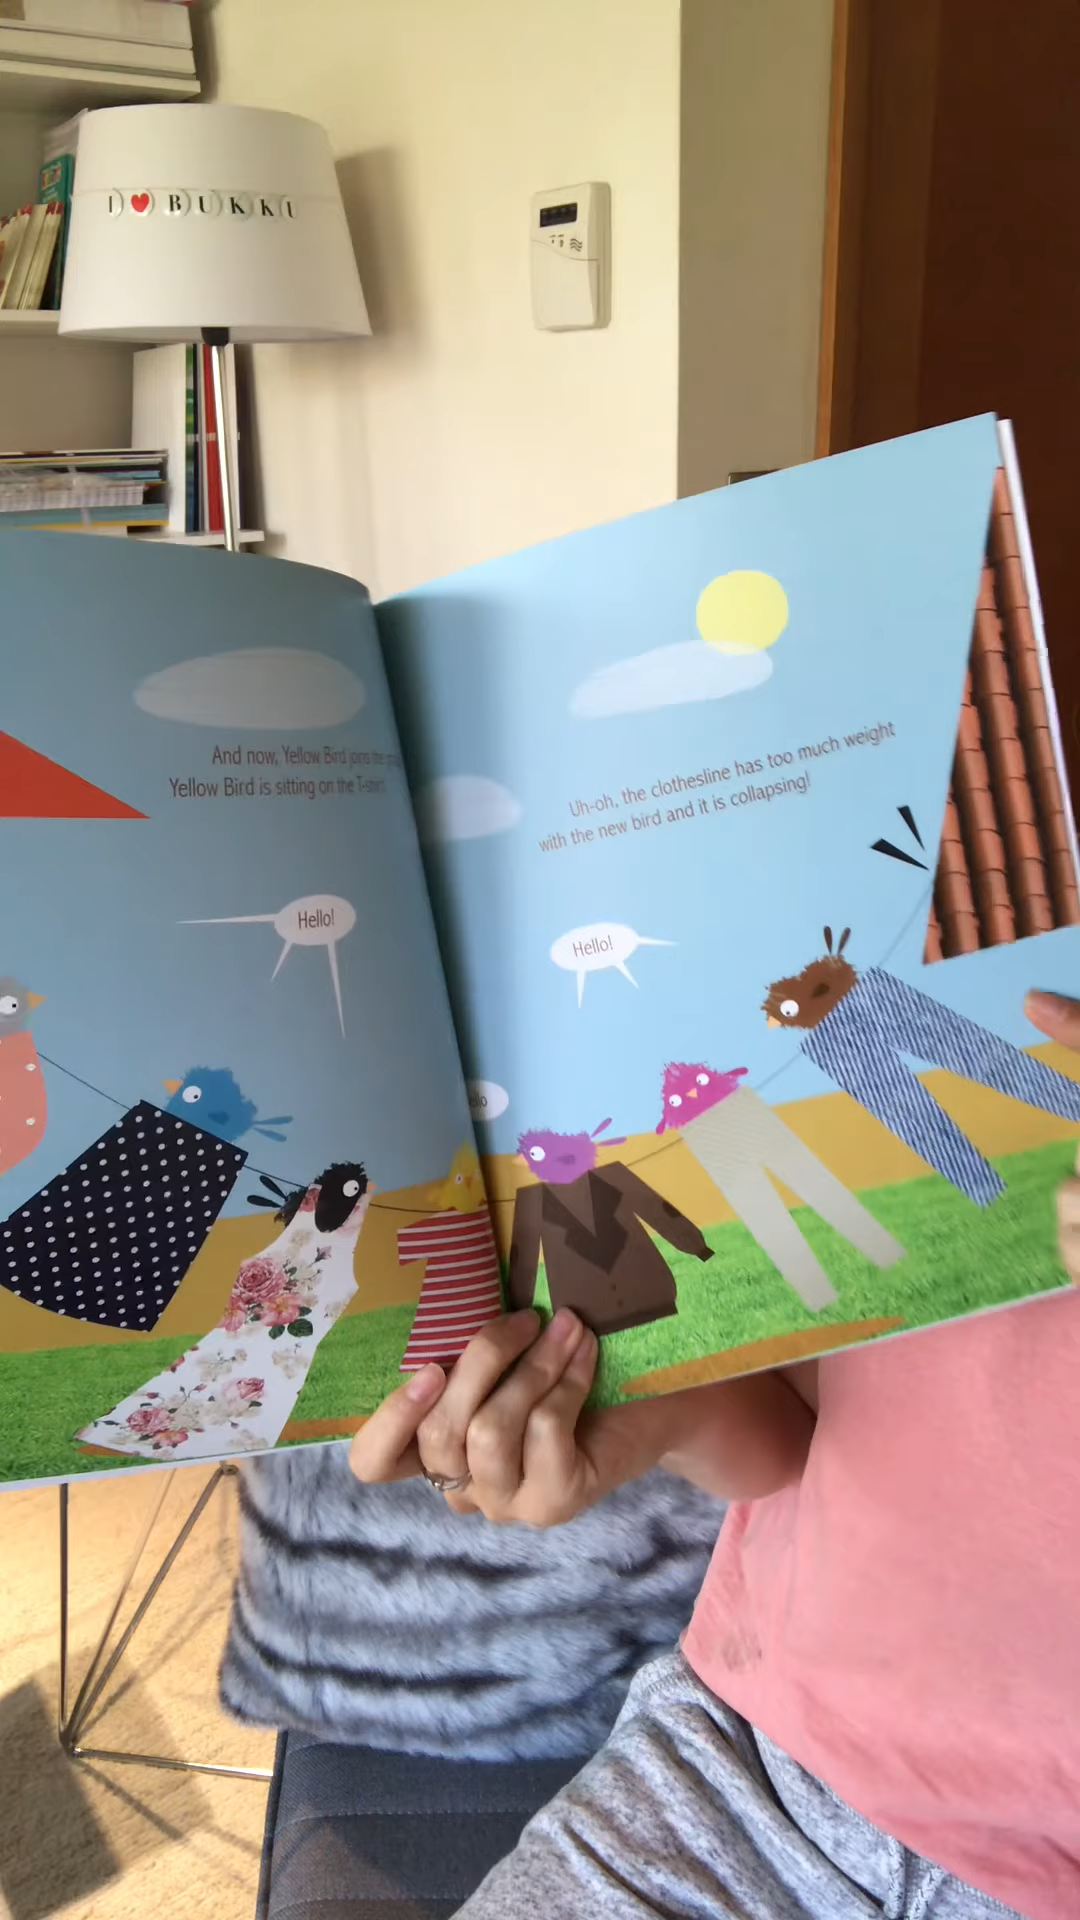 I ❤ BUKKU
And now, Yellow Bird joins the
Yellow Bird is sitting on the T-shirt.
Hello!
Uh-oh, the clothesline has too much weight
with the new bird and it is collapsing!
Hello!